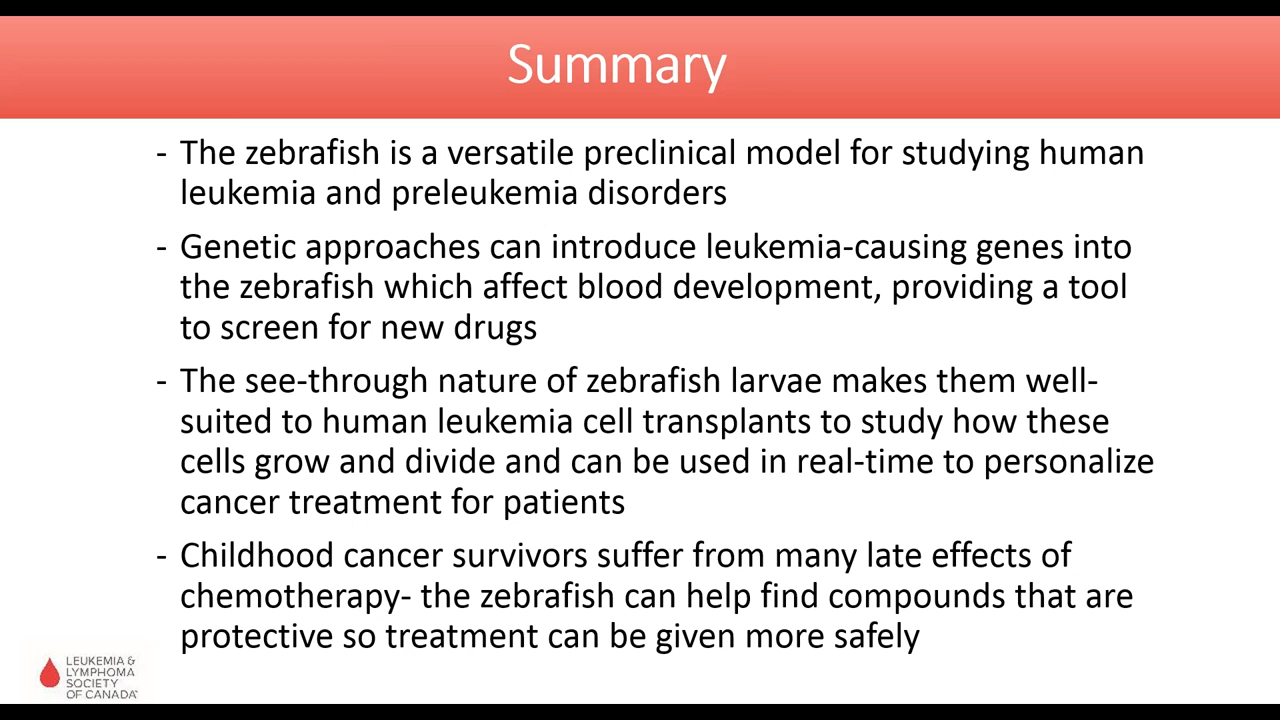 Summary
- The zebrafish is a versatile preclinical model for studying human
leukemia and preleukemia disorders
- Genetic approaches can introduce leukemia-causing genes into
the zebrafish which affect blood development, providing a tool
to screen for new drugs
- The see-through nature of zebrafish larvae makes them well-
suited to human leukemia cell transplants to study how these
cells grow and divide and can be used in real-time to personalize
cancer treatment for patients
- Childhood cancer survivors suffer from many late effects of
chemotherapy- the zebrafish can help find compounds that are
protective so treatment can be given more safely
LEUKEMIA &
LYMPHOMA
SOCIETY
OF CANADA